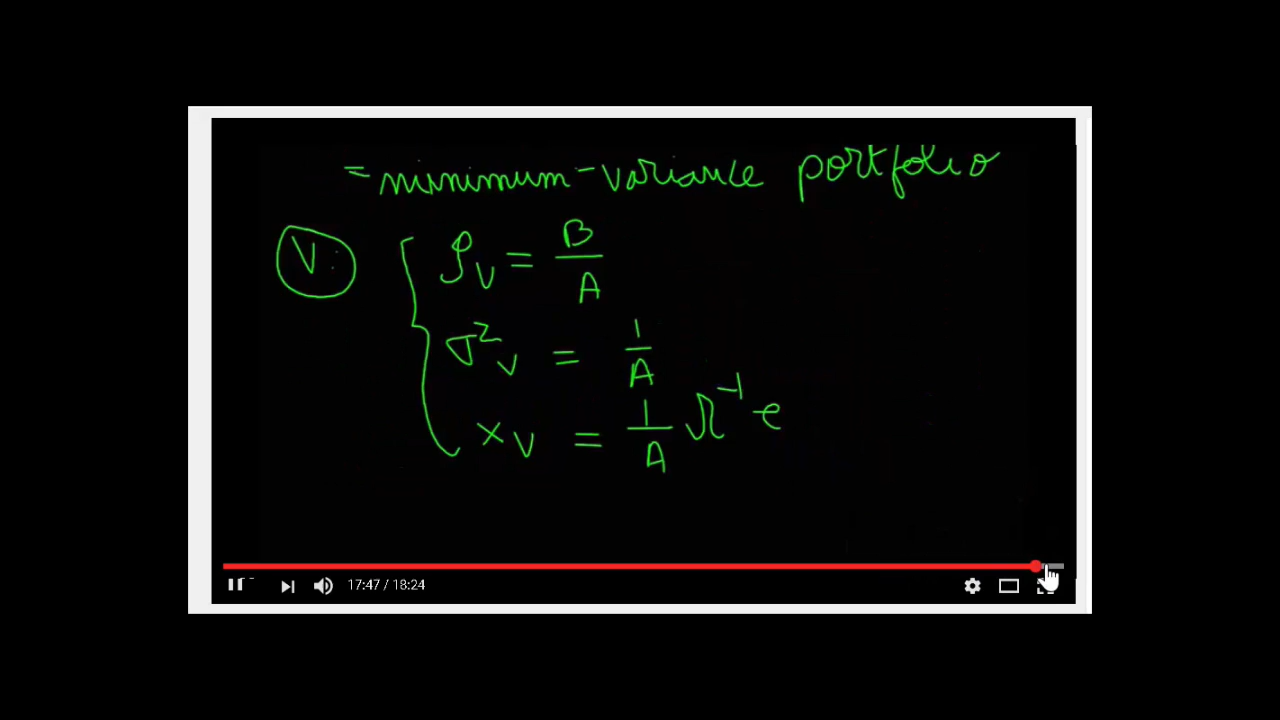 = minimum-variance portfolio
V
ρ_V = B/A
σ²_V = 1/A
x_V = 1/A Ω⁻¹ e
17:47 / 18:24